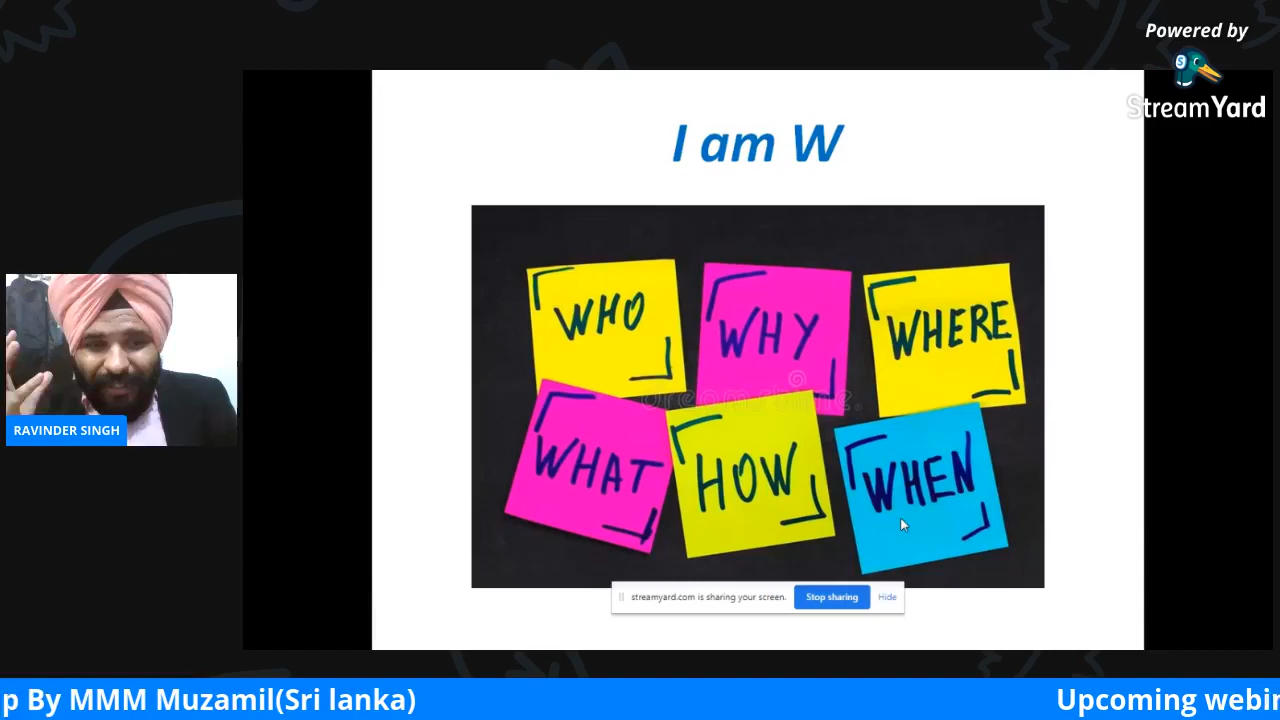 Powered by
StreamYard
I am W
WHO
WHY
WHERE
WHAT
HOW
WHEN
dreamstime.
streamyard.com is sharing your screen.
Stop sharing
Hide
RAVINDER SINGH
p By MMM Muzamil(Sri lanka)
Upcoming webin